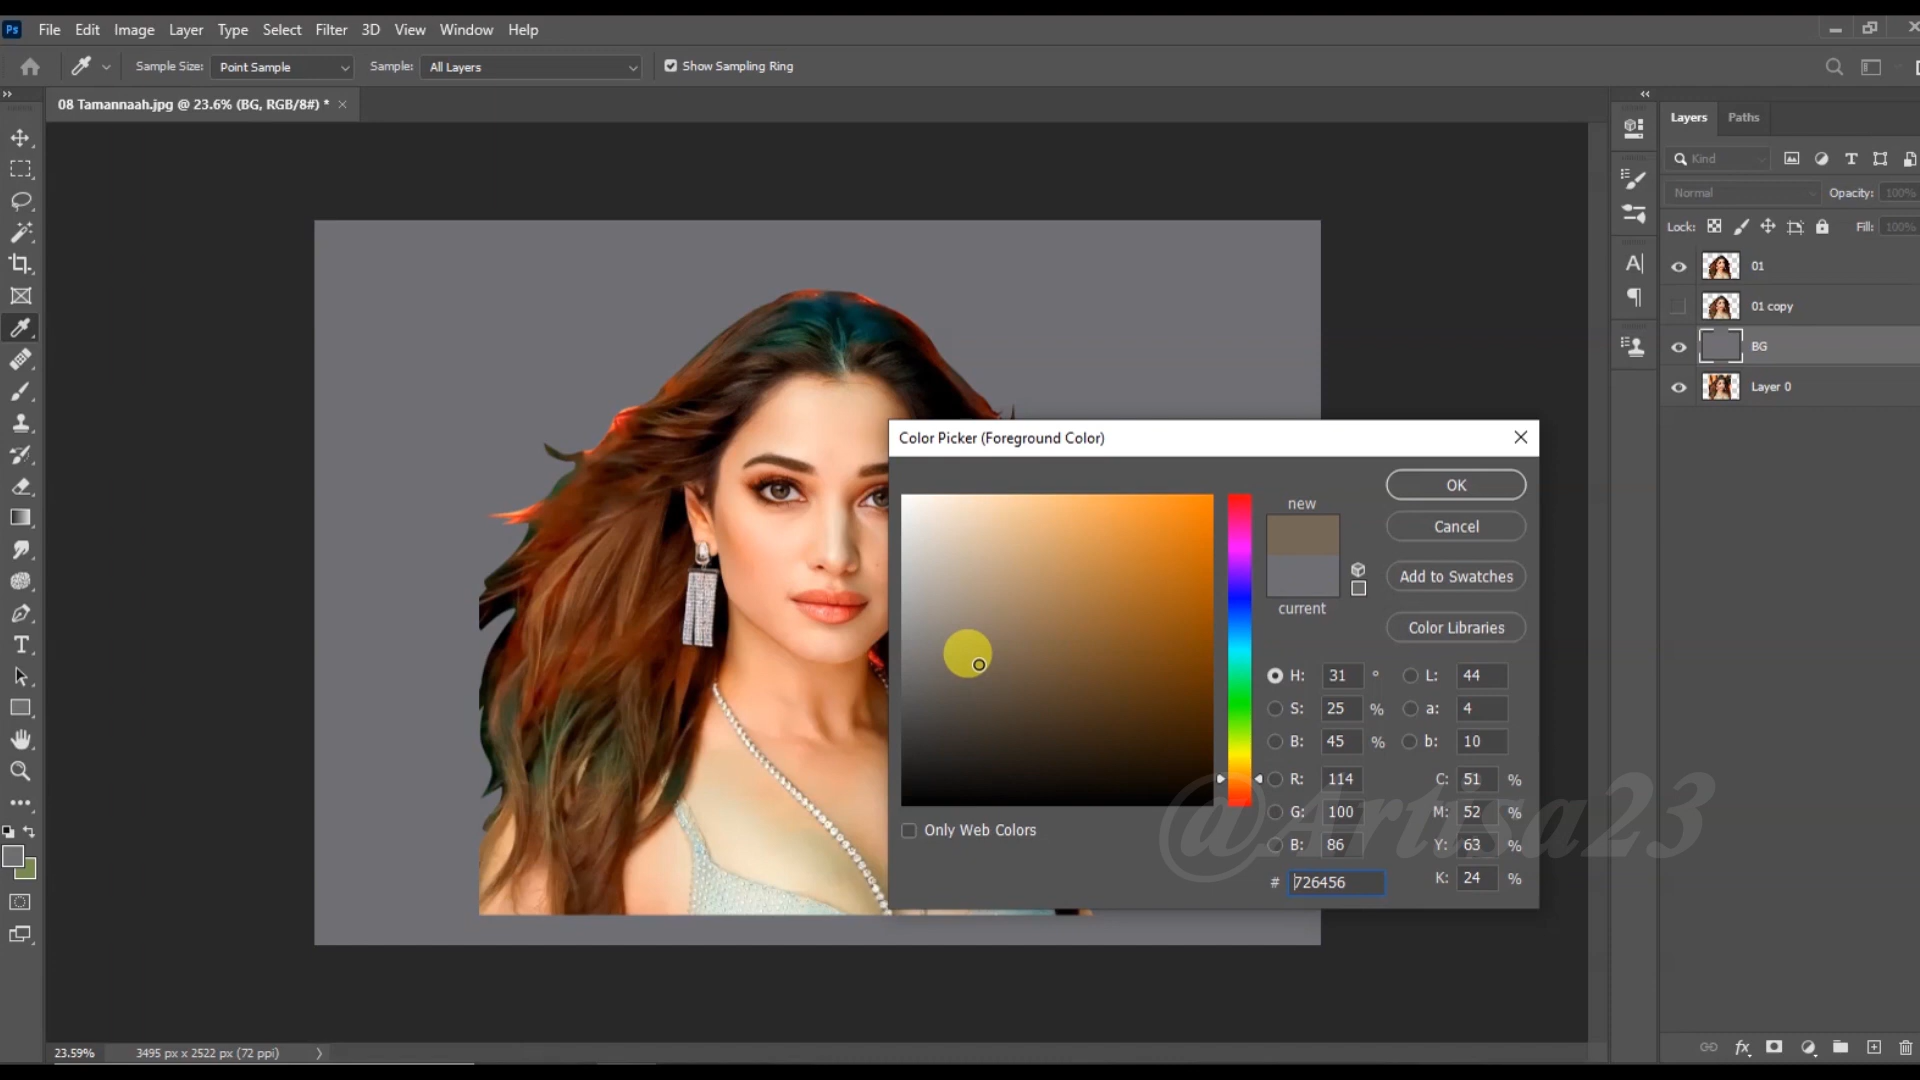 Ps File Edit Image Layer Type Select Filter 3D View Window Help
Sample Size: Point Sample Sample: All Layers Show Sampling Ring
08 Tamannaah.jpg @ 23.6% (BG, RGB/8#) *
Layers Paths
Kind
Normal Opacity: 100%
Lock: Fill: 100%
01
01 copy
BG
Layer 0
Color Picker (Foreground Color)
new
current
OK
Cancel
Add to Swatches
Color Libraries
H: 31 ° L: 44
S: 25 % a: 4
B: 45 % b: 10
R: 114 C: 51 %
G: 100 M: 52 %
B: 86 Y: 63 %
# 726456 K: 24 %
Only Web Colors
@Artisa23
23.59% 3495 px x 2522 px (72 ppi)